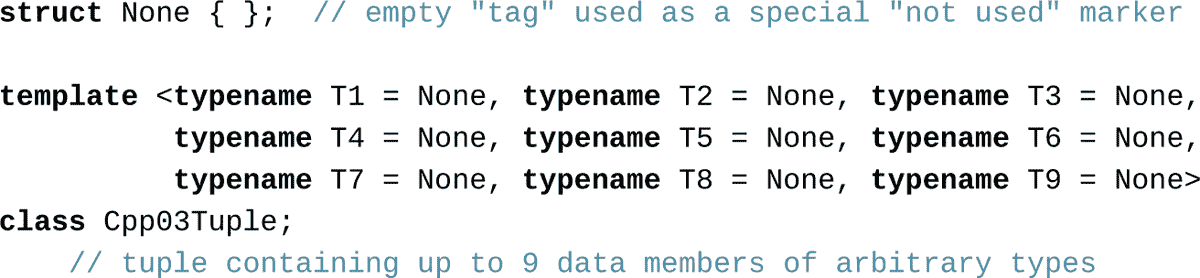 struct None { };  // empty "tag" used as a special "not used" marker
template <typename T1 = None, typename T2 = None, typename T3 = None,
          typename T4 = None, typename T5 = None, typename T6 = None,
          typename T7 = None, typename T8 = None, typename T9 = None>
class Cpp03Tuple;
    // tuple containing up to 9 data members of arbitrary types